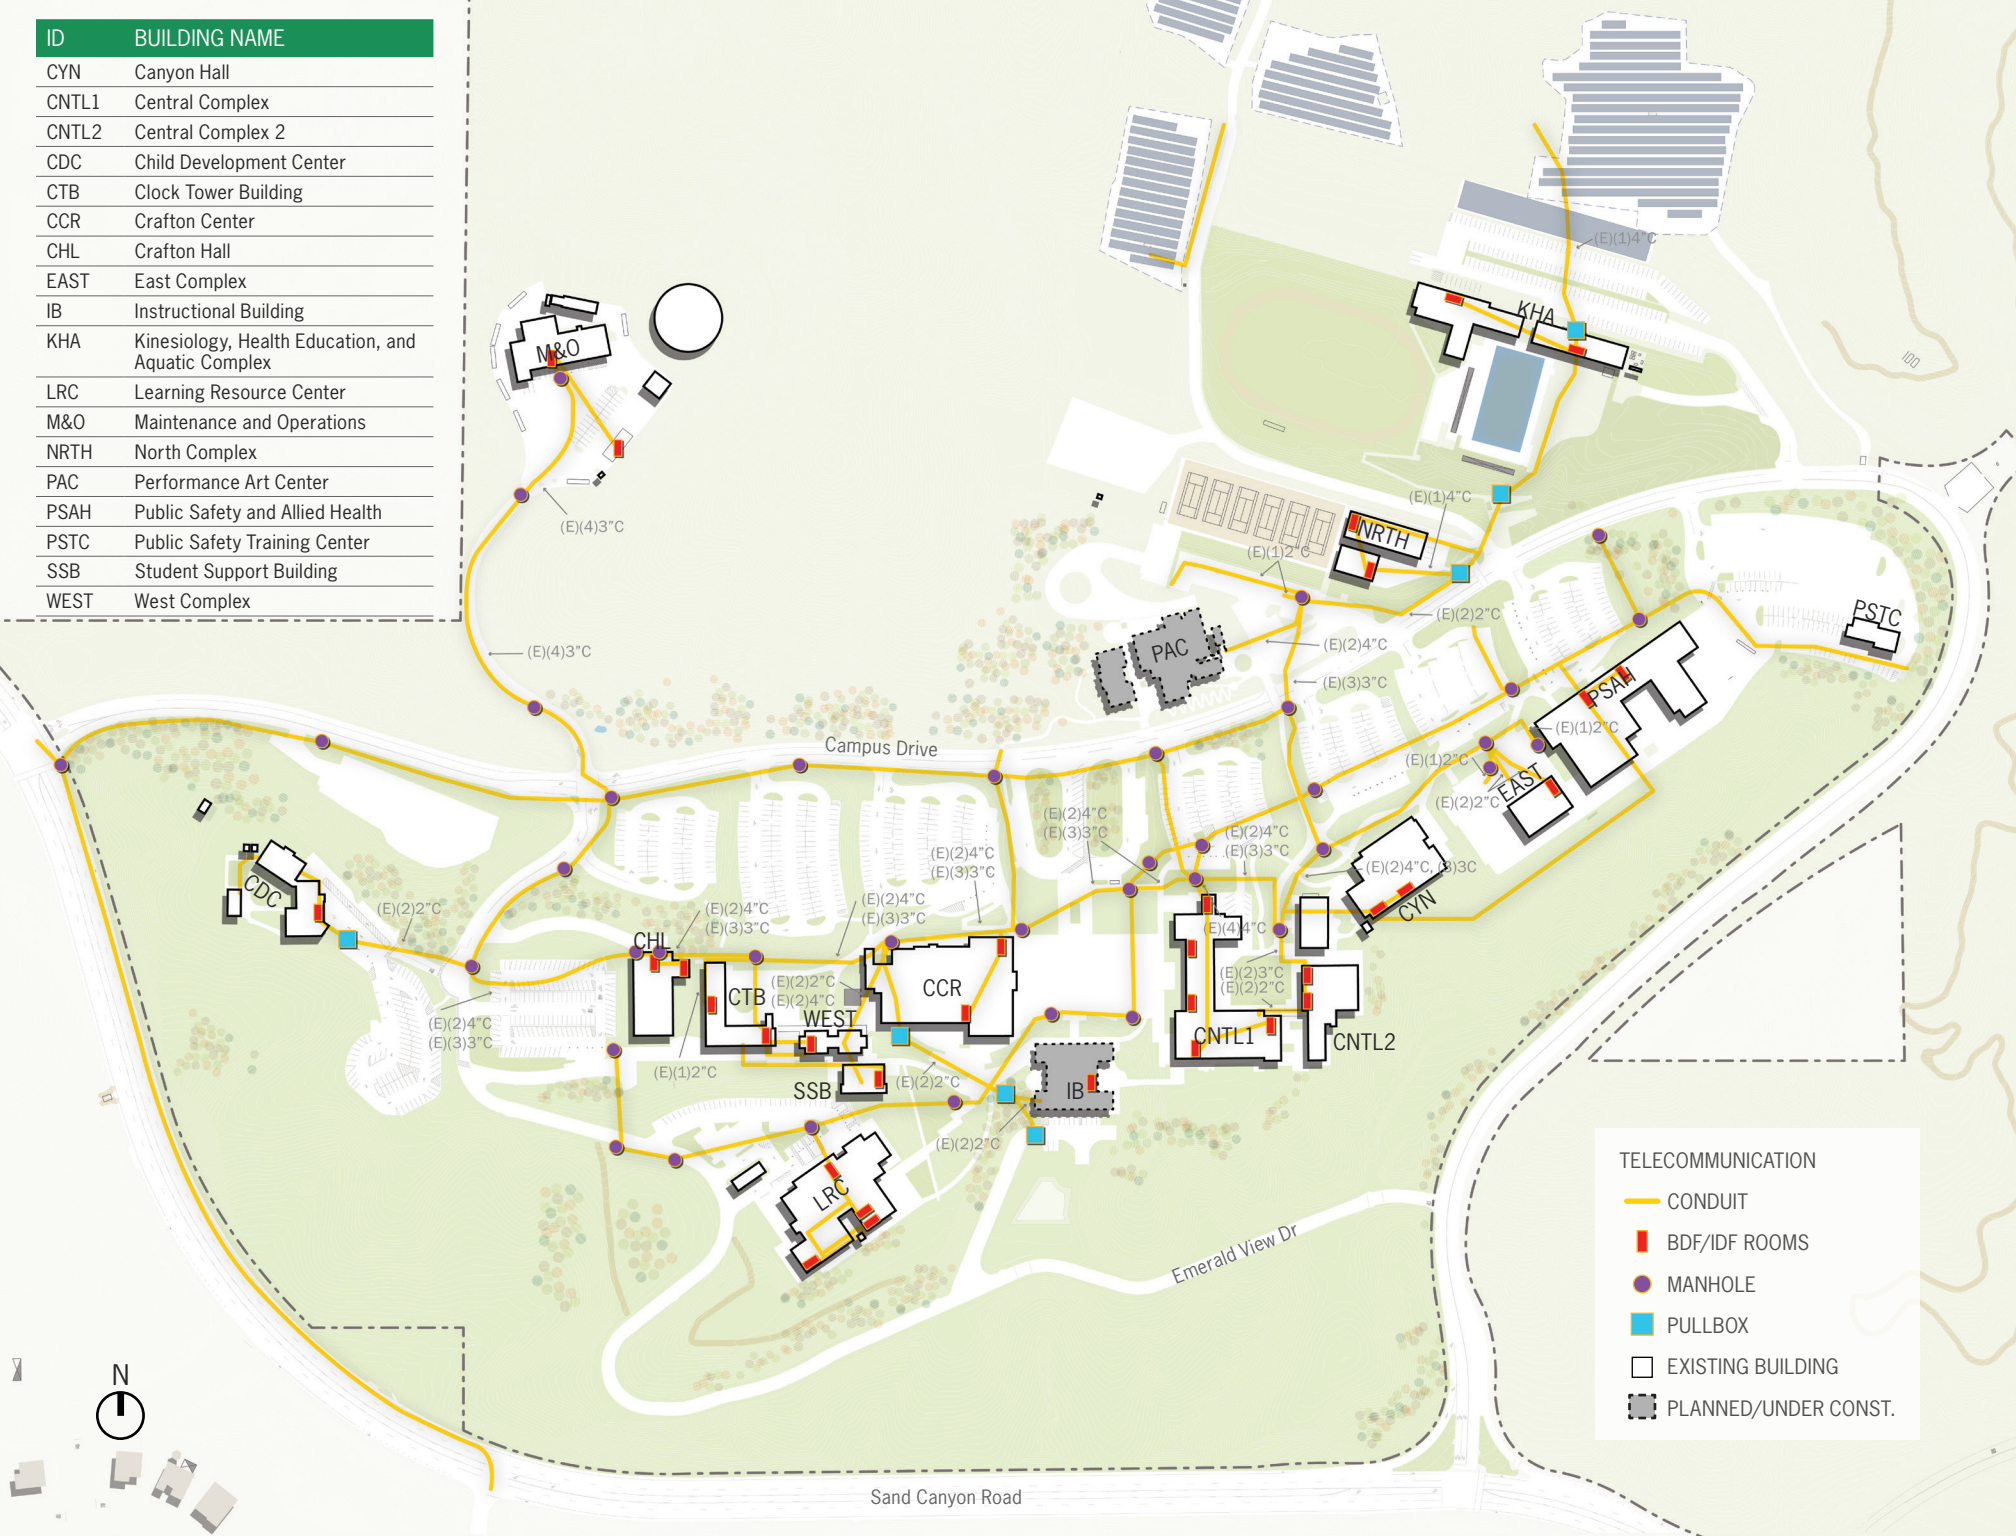 ID BUILDING NAME
CYN Canyon Hall
CNTL1 Central Complex
CNTL2 Central Complex 2
CDC Child Development Center
CTB Clock Tower Building
CCR Crafton Center
CHL Crafton Hall
EAST East Complex
IB Instructional Building
KHA Kinesiology, Health Education, and
Aquatic Complex
LRC Learning Resource Center
M&O Maintenance and Operations
NRTH North Complex
PAC Performance Art Center
PSAH Public Safety and Allied Health
PSTC Public Safety Training Center
SSB Student Support Building
WEST West Complex
(E)(1)4"C
KHA
M&O
(E)(4)3"C
(E)(1)4"C
NRTH
(E)(1)2"C
(E)(2)2"C
PSTC
(E)(4)3"C
PAC
(E)(2)4"C
(E)(3)3"C
PSAH
(E)(1)2"C
Campus Drive
(E)(1)2"C
EAST
(E)(2)2"C
(E)(2)4"C
(E)(3)3"C
(E)(2)4"C
(E)(3)3"C
(E)(2)4"C
(E)(3)3"C
(E)(2)4"C, (3)3C
CYN
CDC
(E)(2)2"C
(E)(2)4"C
(E)(3)3"C
(E)(2)4"C
(E)(3)3"C
(E)(4)4"C
CHL
(E)(2)3"C
(E)(2)2"C
(E)(2)2"C
(E)(2)4"C
CTB
CCR
WEST
(E)(2)4"C
(E)(3)3"C
CNTL1
CNTL2
(E)(1)2"C
SSB
(E)(2)2"C
IB
(E)(2)2"C
LRC
Emerald View Dr
100
TELECOMMUNICATION
CONDUIT
BDF/IDF ROOMS
MANHOLE
PULLBOX
EXISTING BUILDING
PLANNED/UNDER CONST.
N
Sand Canyon Road